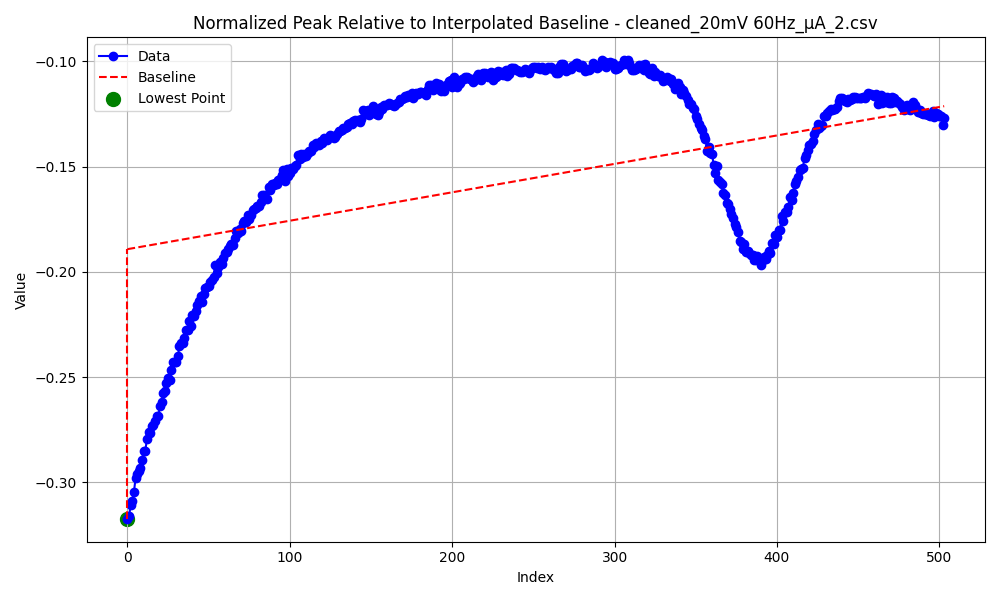 Normalized Peak Relative to Interpolated Baseline - cleaned_20mV 60Hz_μA_2.csv
Data
Baseline
Lowest Point
−0.10
−0.15
−0.20
−0.25
−0.30
Value
0 100 200 300 400 500
Index